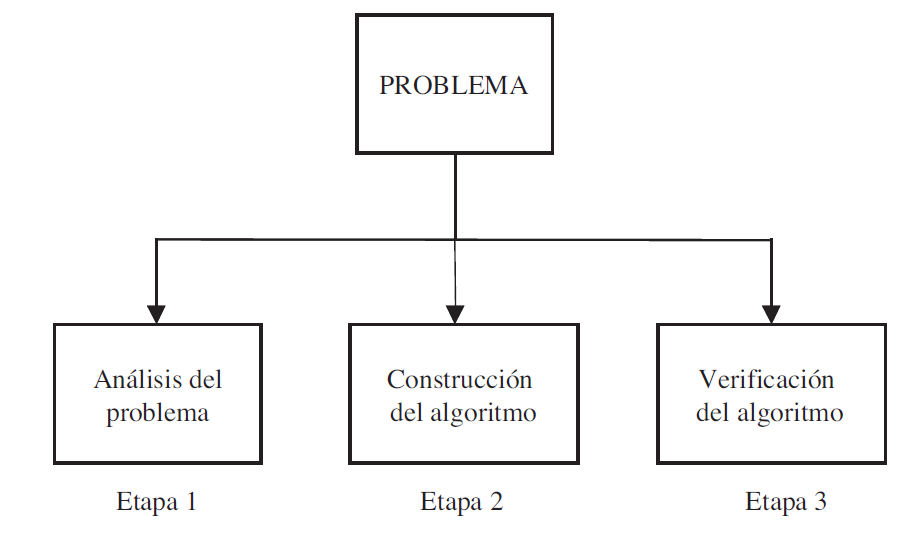 PROBLEMA
Análisis del
problema
Construcción
del algoritmo
Verificación
del algoritmo
Etapa 1
Etapa 2
Etapa 3